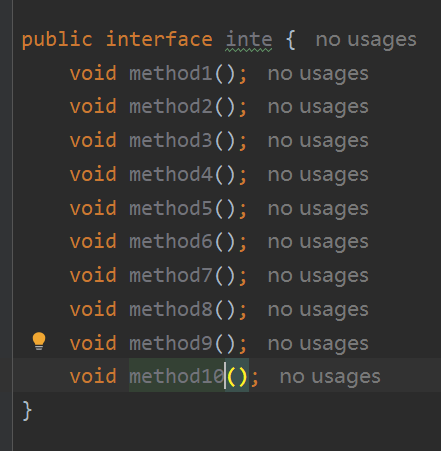 public interface inte { no usages
void method1(); no usages
void method2(); no usages
void method3(); no usages
void method4(); no usages
void method5(); no usages
void method6(); no usages
void method7(); no usages
void method8(); no usages
void method9(); no usages
void method10(); no usages
}